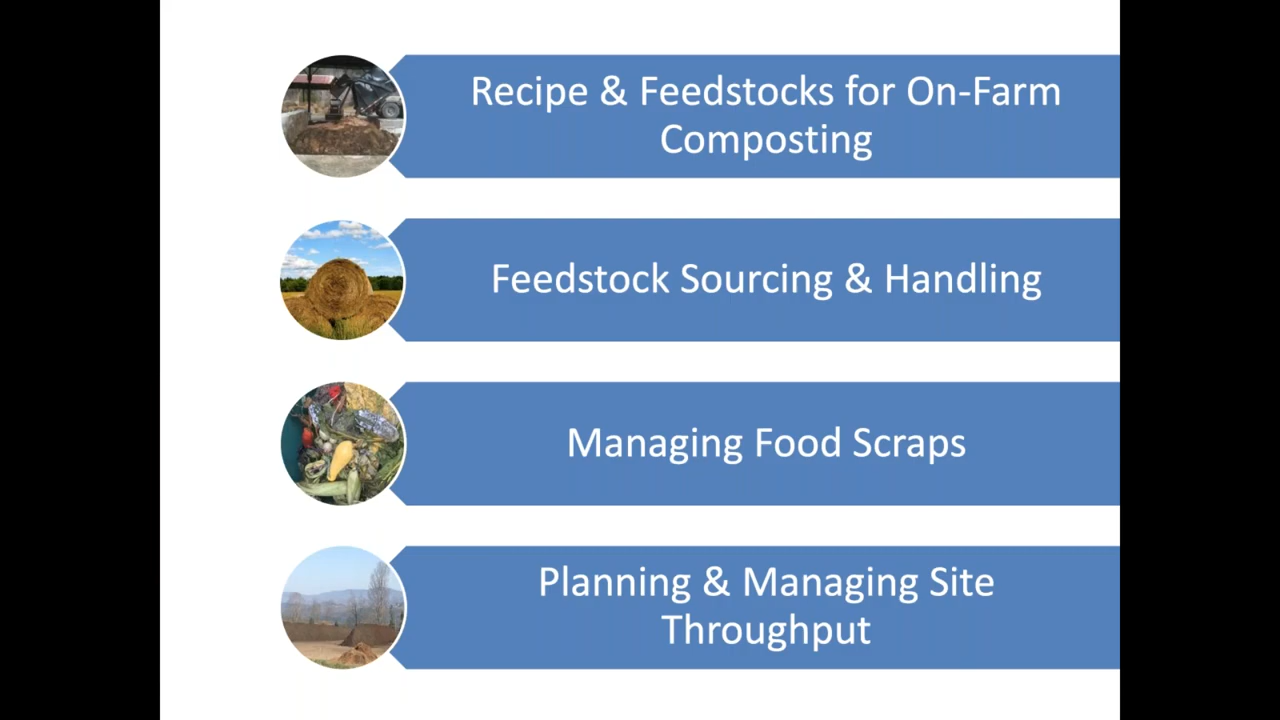 Recipe & Feedstocks for On-Farm
Composting
Feedstock Sourcing & Handling
Managing Food Scraps
Planning & Managing Site
Throughput